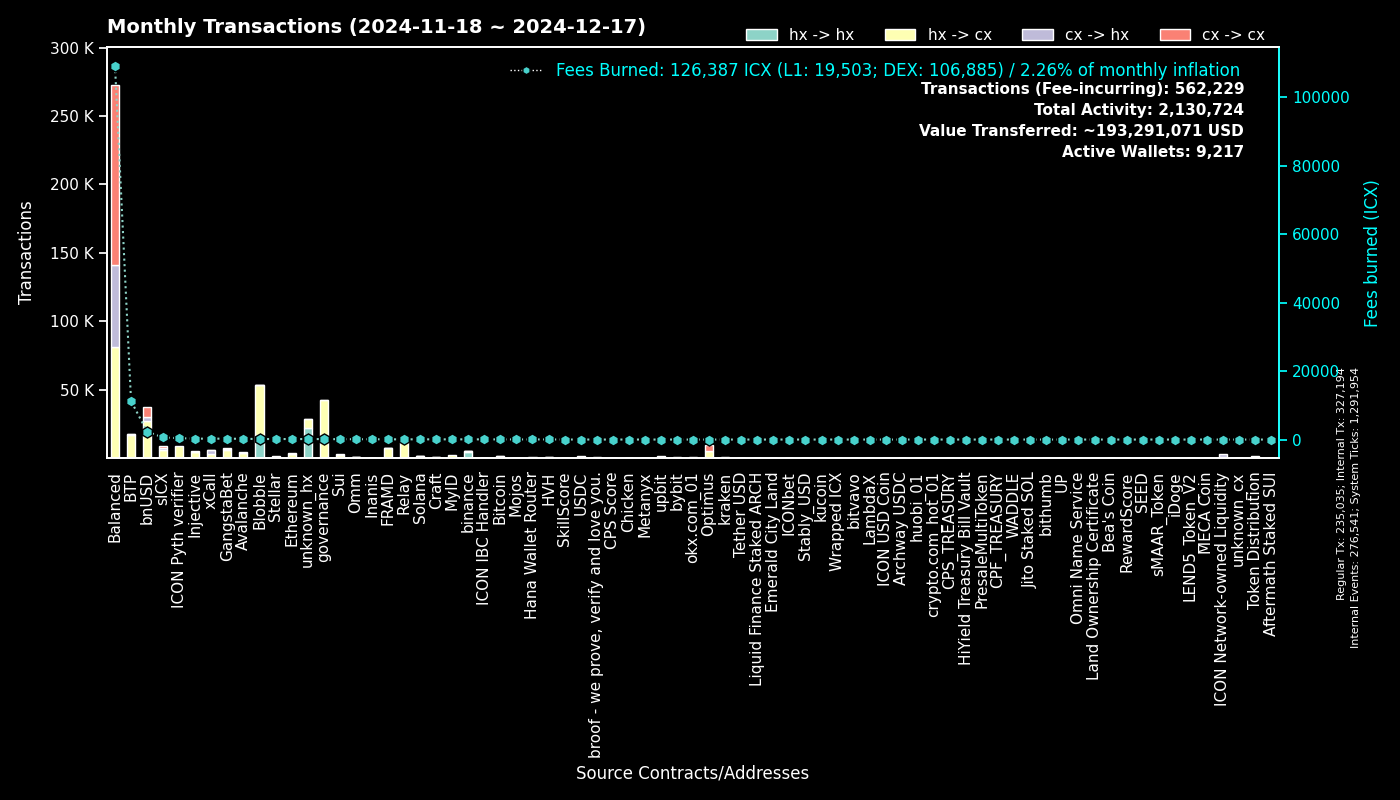 Monthly Transactions (2024-11-18 ~ 2024-12-17)
hx -> hx
hx -> cx
cx -> hx
cx -> cx
Fees Burned: 126,387 ICX (L1: 19,503; DEX: 106,885) / 2.26% of monthly inflation
Transactions (Fee-incurring): 562,229
Total Activity: 2,130,724
Value Transferred: ~193,291,071 USD
Active Wallets: 9,217
300 K
250 K
200 K
150 K
100 K
50 K
Transactions
100000
80000
60000
40000
20000
0
Fees burned (ICX)
Regular Tx: 235,035; Internal Tx: 327,194
Internal Events: 276,541; System Ticks: 1,291,954
Balanced
BTP
bnUSD
sICX
ICON Pyth verifier
Injective
xCall
GangstaBet
Avalanche
Blobble
Stellar
Ethereum
unknown_hx
governance
Sui
Omm
Inanis
FRAMD
Relay
Solana
Craft
MyID
binance
ICON IBC Handler
Bitcoin
Mojos
Hana Wallet Router
HVH
SkillScore
USDC
broof - we prove, verify and love you.
CPS Score
Chicken
Metanyx
upbit
bybit
okx.com_01
Optimus
kraken
Tether USD
Liquid Finance Staked ARCH
Emerald City Land
ICONbet
Stably_USD
kucoin
Wrapped ICX
bitvavo
LambdaX
ICON USD Coin
Archway USDC
huobi_01
crypto.com_hot_01
CPS_TREASURY
HiYield Treasury Bill Vault
PresaleMultiToken
CPF_TREASURY
WADDLE
Jito Staked SOL
bithumb
UP
Omni Name Service
Land Ownership Certificate
Bea's Coin
RewardScore
SEED
sMAAR_Token
iDoge
LEND5_Token_V2
MECA_Coin
ICON Network-owned Liquidity
unknown_cx
Token Distribution
Aftermath Staked SUI
Source Contracts/Addresses